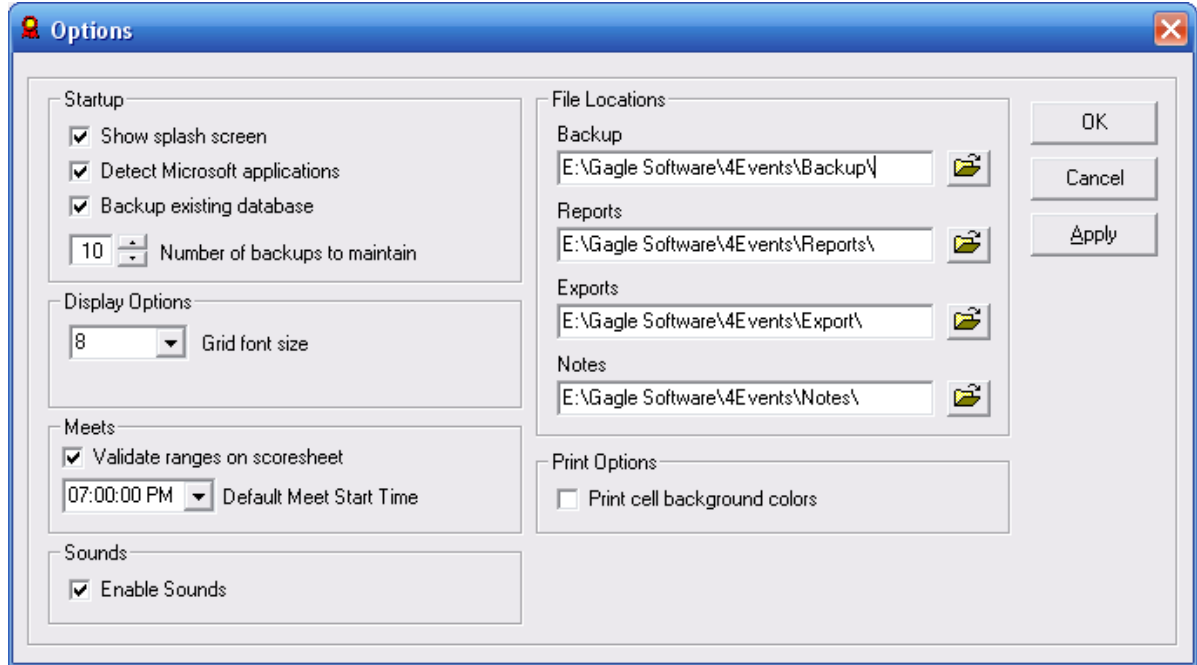 Options
Startup
Show splash screen
Detect Microsoft applications
Backup existing database
10 Number of backups to maintain
Display Options
8 Grid font size
Meets
Validate ranges on scoresheet
07:00:00 PM Default Meet Start Time
Sounds
Enable Sounds
File Locations
Backup
E:\Gagle Software\4Events\Backup\
Reports
E:\Gagle Software\4Events\Reports\
Exports
E:\Gagle Software\4Events\Export\
Notes
E:\Gagle Software\4Events\Notes\
Print Options
Print cell background colors
OK
Cancel
Apply